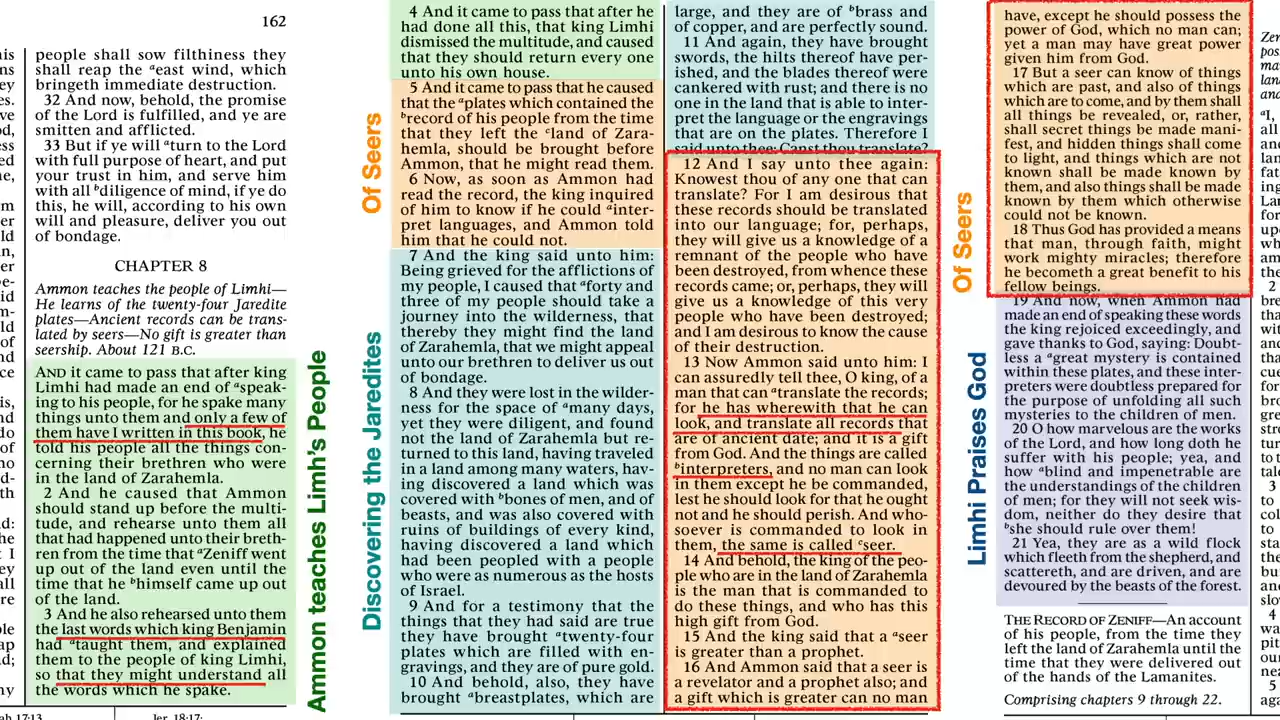 162
people shall sow filthiness they
shall reap the ᵃeast wind, which
bringeth immediate destruction.
32 And now, behold, the promise
of the Lord is fulfilled, and ye are
smitten and afflicted.
33 But if ye will ᵃturn to the Lord
with full purpose of heart, and put
your trust in him, and serve him
with all ᵇdiligence of mind, if ye do
this, he will, according to his own
will and pleasure, deliver you out
of bondage.
CHAPTER 8
Ammon teaches the people of Limhi—
He learns of the twenty-four Jaredite
plates—Ancient records can be trans-
lated by seers—No gift is greater than
seership. About 121 B.C.
AND it came to pass that after king
Limhi had made an end of ᵃspeak-
ing to his people, for he spake many
things unto them and only a few of
them have I written in this book, he
told his people all the things con-
cerning their brethren who were
in the land of Zarahemla.
2 And he caused that Ammon
should stand up before the multi-
tude, and rehearse unto them all
that had happened unto their breth-
ren from the time that ᵃZeniff went
up out of the land even until the
time that he ᵇhimself came up out
of the land.
3 And he also rehearsed unto them
the last words which king Benjamin
had ᵃtaught them, and explained
them to the people of king Limhi,
so that they might understand all
the words which he spake.
Ammon teaches Limh's People
4 And it came to pass that after he
had done all this, that king Limhi
dismissed the multitude, and caused
that they should return every one
unto his own house.
5 And it came to pass that he caused
that the ᵃplates which contained the
ᵇrecord of his people from the time
that they left the ᶜland of Zara-
hemla, should be brought before
Ammon, that he might read them.
6 Now, as soon as Ammon had
read the record, the king inquired
of him to know if he could ᵃinter-
pret languages, and Ammon told
him that he could not.
Of Seers
7 And the king said unto him:
Being grieved for the afflictions of
my people, I caused that ᵃforty and
three of my people should take a
journey into the wilderness, that
thereby they might find the land
of Zarahemla, that we might appeal
unto our brethren to deliver us out
of bondage.
8 And they were lost in the wilder-
ness for the space of ᵃmany days,
yet they were diligent, and found
not the land of Zarahemla but re-
turned to this land, having traveled
in a land among many waters, hav-
ing discovered a land which was
covered with ᵇbones of men, and of
beasts, and was also covered with
ruins of buildings of every kind,
having discovered a land which
had been peopled with a people
who were as numerous as the hosts
of Israel.
9 And for a testimony that the
things that they had said are true
they have brought ᵃtwenty-four
plates which are filled with en-
gravings, and they are of pure gold.
10 And behold, also, they have
brought ᵃbreastplates, which are
Discovering the Jaredites
large, and they are of ᵇbrass and
of copper, and are perfectly sound.
11 And again, they have brought
swords, the hilts thereof have per-
ished, and the blades thereof were
cankered with rust; and there is no
one in the land that is able to inter-
pret the language or the engravings
that are on the plates. Therefore I
said unto thee: Canst thou translate?
12 And I say unto thee again:
Knowest thou of any one that can
translate? For I am desirous that
these records should be translated
into our language; for, perhaps,
they will give us a knowledge of a
remnant of the people who have
been destroyed, from whence these
records came; or, perhaps, they will
give us a knowledge of this very
people who have been destroyed;
and I am desirous to know the cause
of their destruction.
13 Now Ammon said unto him: I
can assuredly tell thee, O king, of a
man that can ᵃtranslate the records;
for he has wherewith that he can
look, and translate all records that
are of ancient date; and it is a gift
from God. And the things are called
ᵇinterpreters, and no man can look
in them except he be commanded,
lest he should look for that he ought
not and he should perish. And who-
soever is commanded to look in
them, the same is called ᶜseer.
14 And behold, the king of the peo-
ple who are in the land of Zarahemla
is the man that is commanded to
do these things, and who has this
high gift from God.
15 And the king said that a ᵃseer
is greater than a prophet.
16 And Ammon said that a seer is
a revelator and a prophet also; and
a gift which is greater can no man
have, except he should possess the
power of God, which no man can;
yet a man may have great power
given him from God.
17 But a seer can know of things
which are past, and also of things
which are to come, and by them shall
all things be revealed, or, rather,
shall secret things be made mani-
fest, and hidden things shall come
to light, and things which are not
known shall be made known by
them, and also things shall be made
known by them which otherwise
could not be known.
18 Thus God has provided a means
that man, through faith, might
work mighty miracles; therefore
he becometh a great benefit to his
fellow beings.
Of Seers
19 And now, when Ammon had
made an end of speaking these words
the king rejoiced exceedingly, and
gave thanks to God, saying: Doubt-
less a ᵃgreat mystery is contained
within these plates, and these inter-
preters were doubtless prepared for
the purpose of unfolding all such
mysteries to the children of men.
20 O how marvelous are the works
of the Lord, and how long doth he
suffer with his people; yea, and
how ᵃblind and impenetrable are
the understandings of the children
of men; for they will not seek wis-
dom, neither do they desire that
ᵇshe should rule over them!
21 Yea, they are as a wild flock
which fleeth from the shepherd, and
scattereth, and are driven, and are
devoured by the beasts of the forest.
Limhi Praises God
THE RECORD OF ZENIFF—An account
of his people, from the time they
left the land of Zarahemla until the
time that they were delivered out
of the hands of the Lamanites.
Comprising chapters 9 through 22.